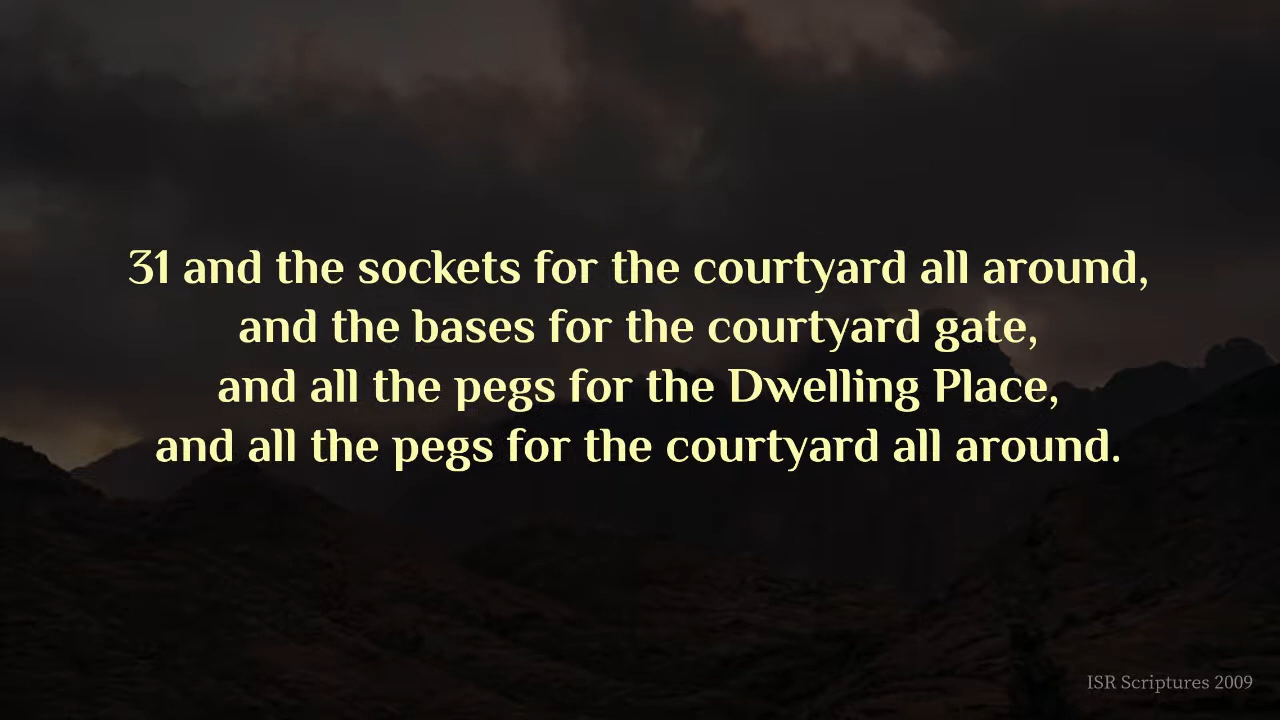 31 and the sockets for the courtyard all around,
and the bases for the courtyard gate,
and all the pegs for the Dwelling Place,
and all the pegs for the courtyard all around.
ISR Scriptures 2009